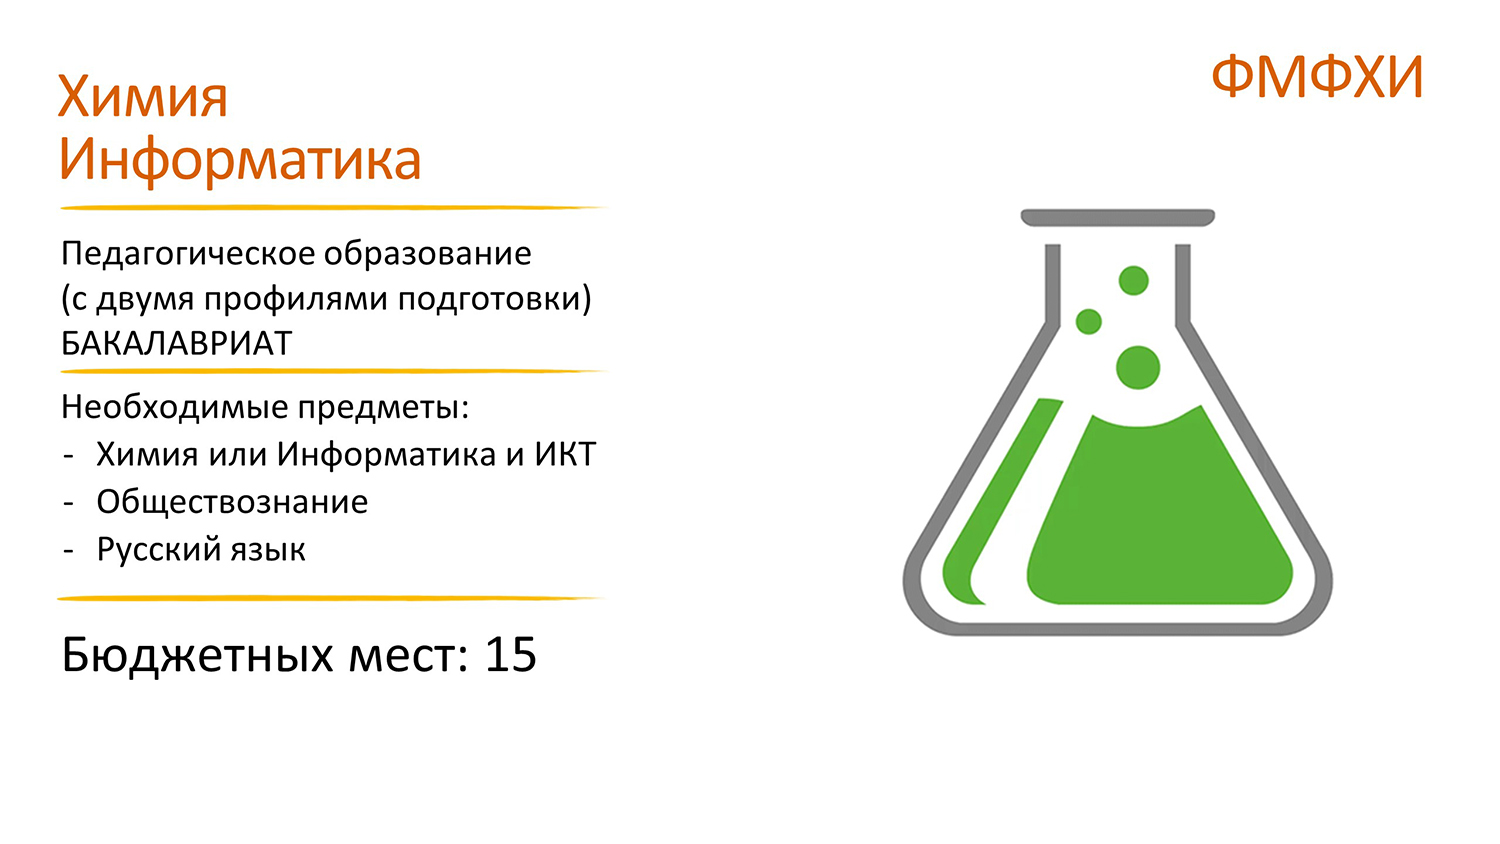 ФМФХИ
Химия
Информатика
Педагогическое образование
(с двумя профилями подготовки)
БАКАЛАВРИАТ
Необходимые предметы:
- Химия или Информатика и ИКТ
- Обществознание
- Русский язык
Бюджетных мест: 15